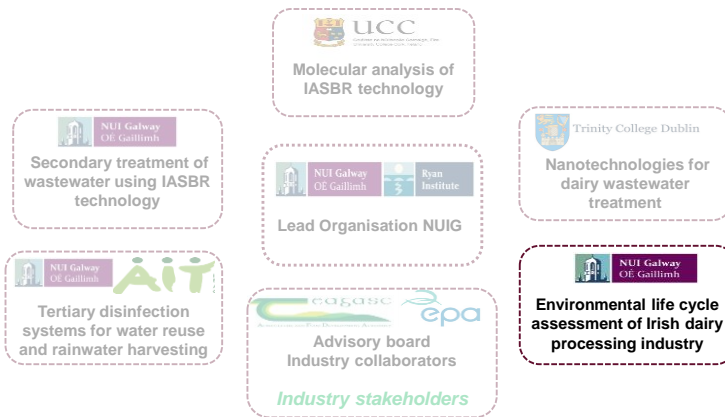 UCC
Molecular analysis of
IASBR technology
NUI Galway
OÉ Gaillimh
Secondary treatment of
wastewater using IASBR
technology
NUI Galway
OÉ Gaillimh
Ryan
Institute
Lead Organisation NUIG
Trinity College Dublin
Nanotechnologies for
dairy wastewater
treatment
NUI Galway
OÉ Gaillimh
AIT
Tertiary disinfection
systems for water reuse
and rainwater harvesting
teagasc
epa
Advisory board
Industry collaborators
Industry stakeholders
NUI Galway
OÉ Gaillimh
Environmental life cycle
assessment of Irish dairy
processing industry